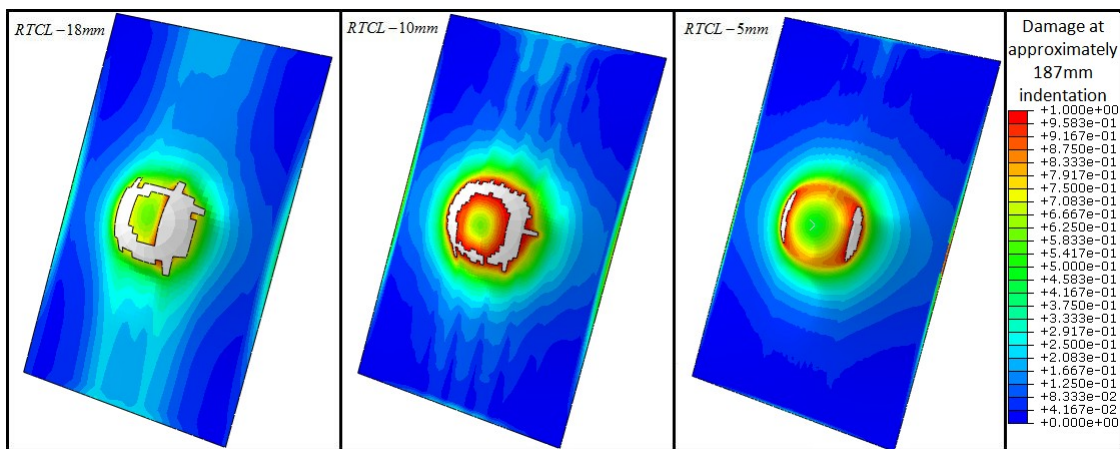 RTCL-18mm
RTCL-10mm
RTCL-5mm
Damage at
approximately
187mm
indentation
+1.000e+00
+9.583e-01
+9.167e-01
+8.750e-01
+8.333e-01
+7.917e-01
+7.500e-01
+7.083e-01
+6.667e-01
+6.250e-01
+5.833e-01
+5.417e-01
+5.000e-01
+4.583e-01
+4.167e-01
+3.750e-01
+3.333e-01
+2.917e-01
+2.500e-01
+2.083e-01
+1.667e-01
+1.250e-01
+8.333e-02
+4.167e-02
+0.000e+00